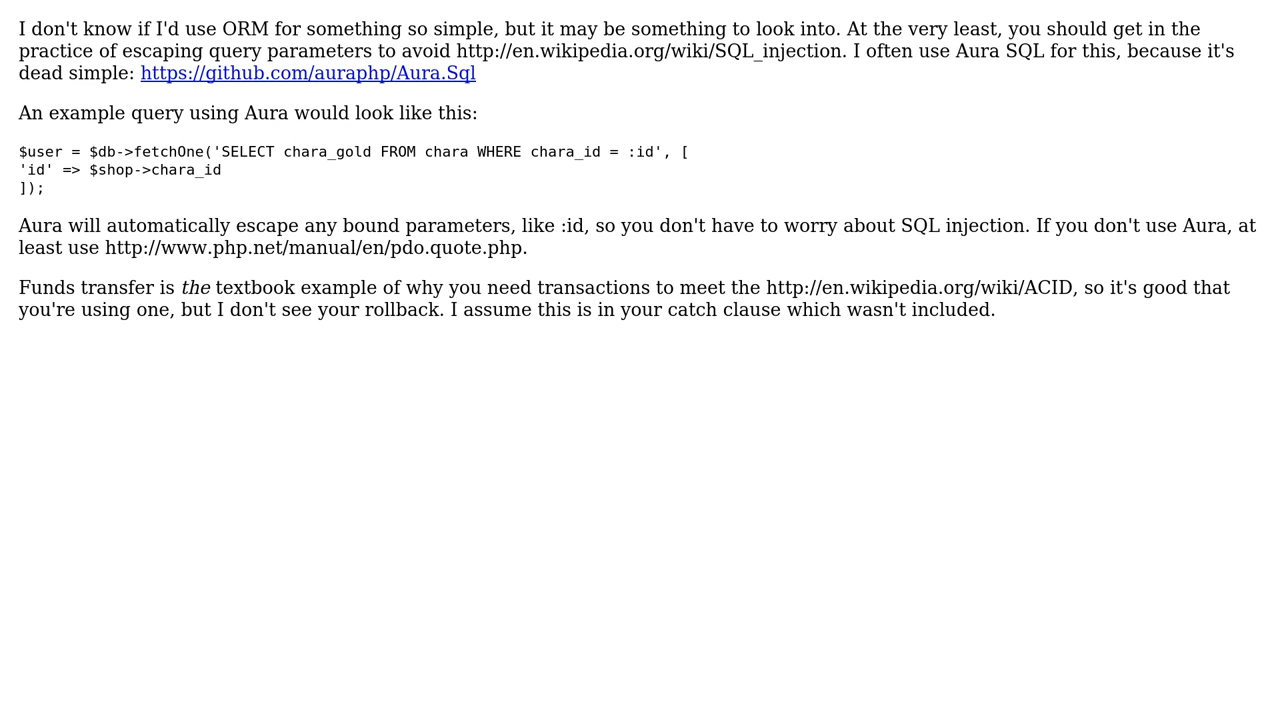 I don't know if I'd use ORM for something so simple, but it may be something to look into. At the very least, you should get in the
practice of escaping query parameters to avoid http://en.wikipedia.org/wiki/SQL_injection. I often use Aura SQL for this, because it's
dead simple: https://github.com/auraphp/Aura.Sql
An example query using Aura would look like this:
$user = $db->fetchOne('SELECT chara_gold FROM chara WHERE chara_id = :id', [
'id' => $shop->chara_id
]);
Aura will automatically escape any bound parameters, like :id, so you don't have to worry about SQL injection. If you don't use Aura, at
least use http://www.php.net/manual/en/pdo.quote.php.
Funds transfer is the textbook example of why you need transactions to meet the http://en.wikipedia.org/wiki/ACID, so it's good that
you're using one, but I don't see your rollback. I assume this is in your catch clause which wasn't included.